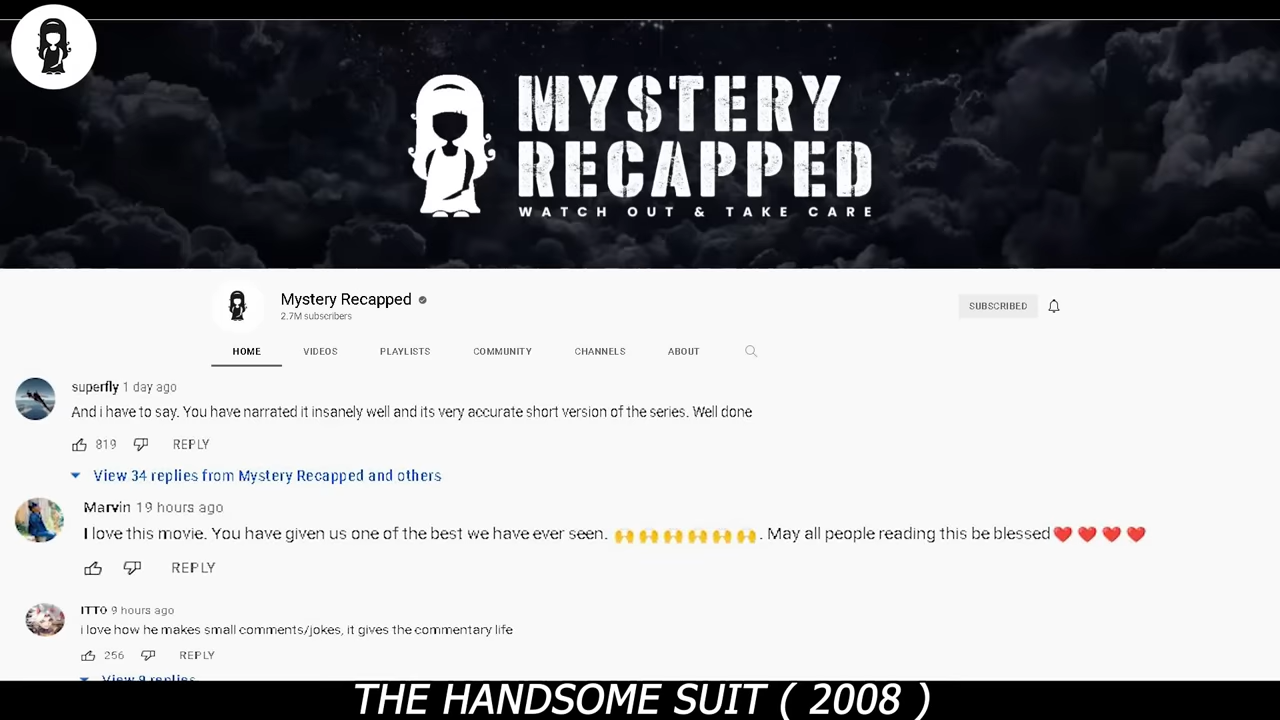 MYSTERY
RECAPPED
WATCH OUT & TAKE CARE
Mystery Recapped
2.7M subscribers
SUBSCRIBED
HOME VIDEOS PLAYLISTS COMMUNITY CHANNELS ABOUT
superfly 1 day ago
And i have to say. You have narrated it insanely well and its very accurate short version of the series. Well done
819 REPLY
View 34 replies from Mystery Recapped and others
Marvin 19 hours ago
I love this movie. You have given us one of the best we have ever seen. 🙌🙌🙌🙌🙌🙌. May all people reading this be blessed❤️❤️❤️❤️
REPLY
ITTO 9 hours ago
i love how he makes small comments/jokes, it gives the commentary life
256 REPLY
View 9 replies
THE HANDSOME SUIT ( 2008 )